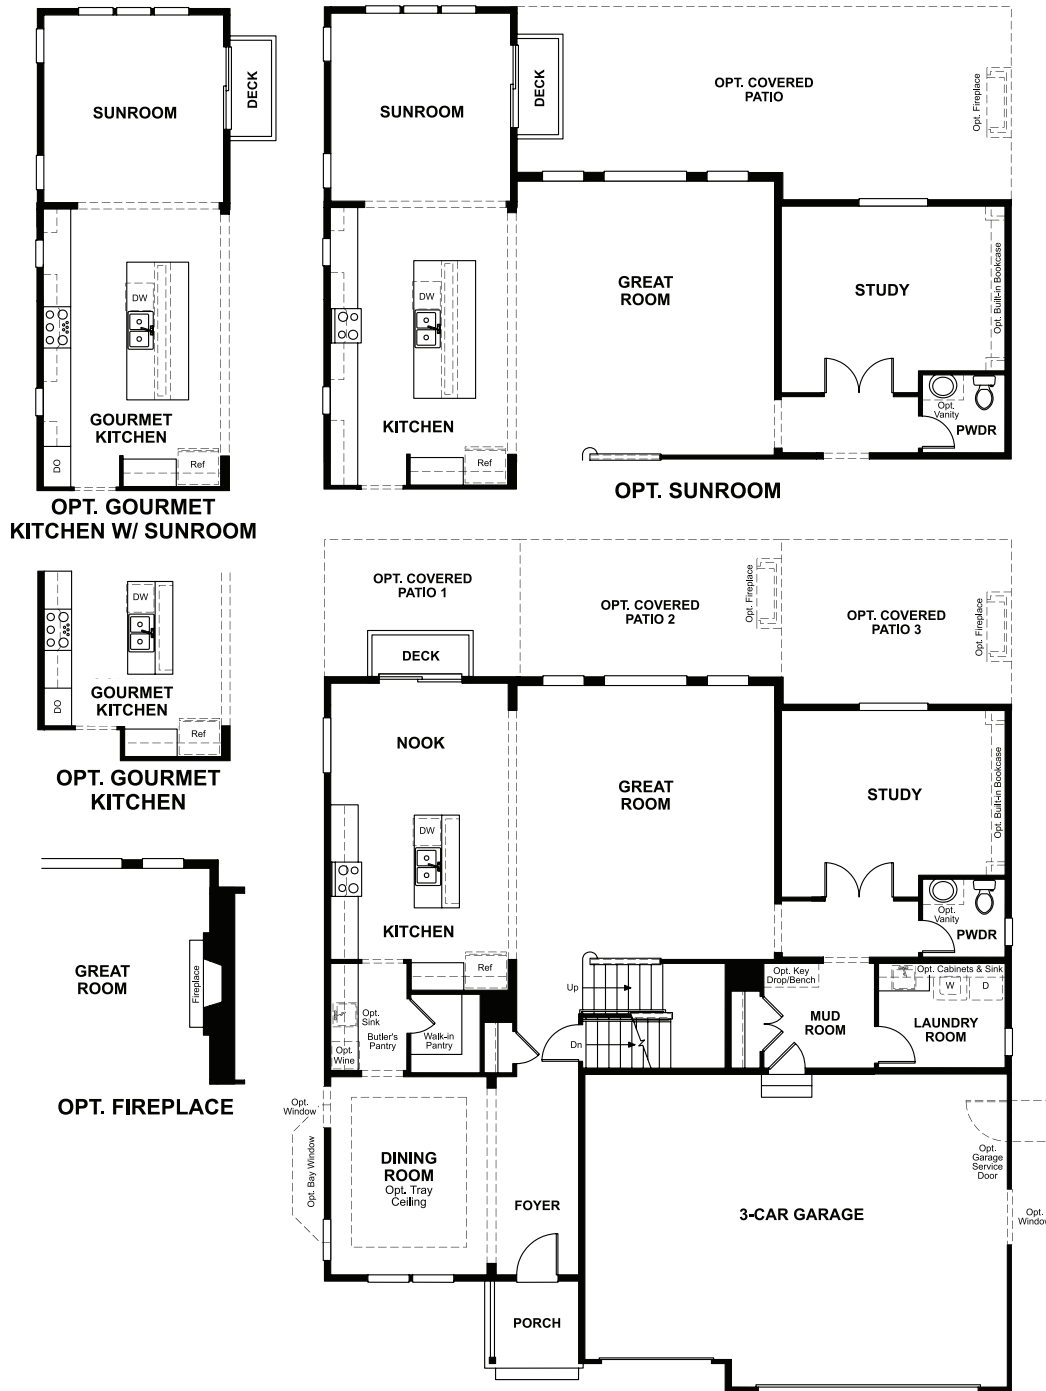 SUNROOM
DECK
DW
GOURMET
KITCHEN
DO
Ref
OPT. GOURMET
KITCHEN W/ SUNROOM
SUNROOM
DECK
OPT. COVERED
PATIO
Opt. Fireplace
GREAT
ROOM
STUDY
Opt. Built-in Bookcase
DW
KITCHEN
Ref
Opt.
Vanity
PWDR
OPT. SUNROOM
DW
GOURMET
KITCHEN
DO
Ref
OPT. GOURMET
KITCHEN
GREAT
ROOM
Fireplace
OPT. FIREPLACE
OPT. COVERED
PATIO 1
OPT. COVERED
PATIO 2
Opt. Fireplace
OPT. COVERED
PATIO 3
Opt. Fireplace
DECK
NOOK
GREAT
ROOM
STUDY
Opt. Built-in Bookcase
DW
KITCHEN
Ref
Opt.
Vanity
PWDR
Opt. Key
Drop/Bench
Opt. Cabinets & Sink
W
D
Up
Dn
MUD
ROOM
LAUNDRY
ROOM
Opt.
Sink
Butler's
Pantry
Walk-in
Pantry
Opt.
Wine
Opt.
Window
Opt. Bay Window
DINING
ROOM
Opt. Tray
Ceiling
FOYER
3-CAR GARAGE
Opt.
Garage
Service
Door
Opt.
Window
PORCH